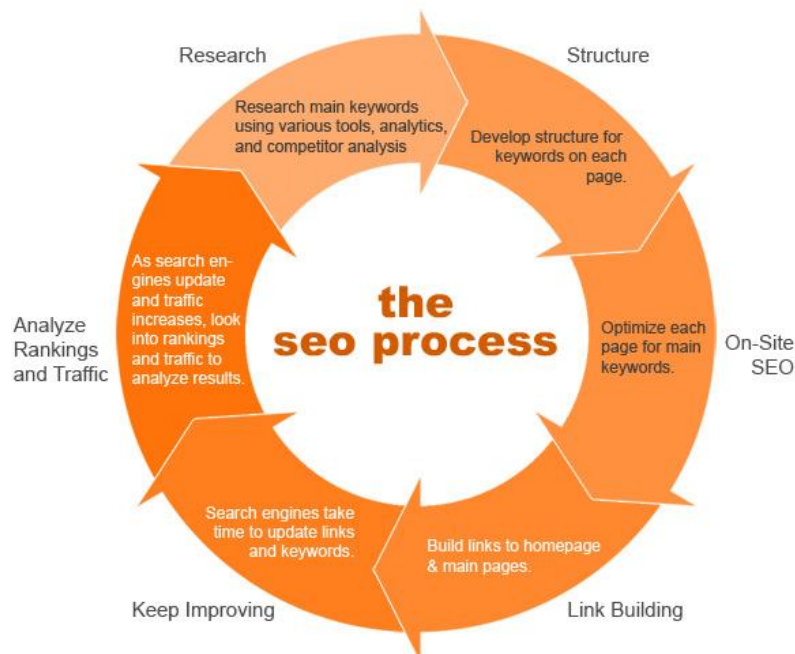 Research
Research main keywords
using various tools, analytics,
and competitor analysis
Structure
Develop structure for
keywords on each
page.
On-Site
SEO
Optimize each
page for main
keywords.
Link Building
Build links to homepage
& main pages.
Keep Improving
Search engines take
time to update links
and keywords.
Analyze
Rankings
and Traffic
As search en-
gines update
and traffic
increases, look
into rankings
and traffic to
analyze results.
the
seo process